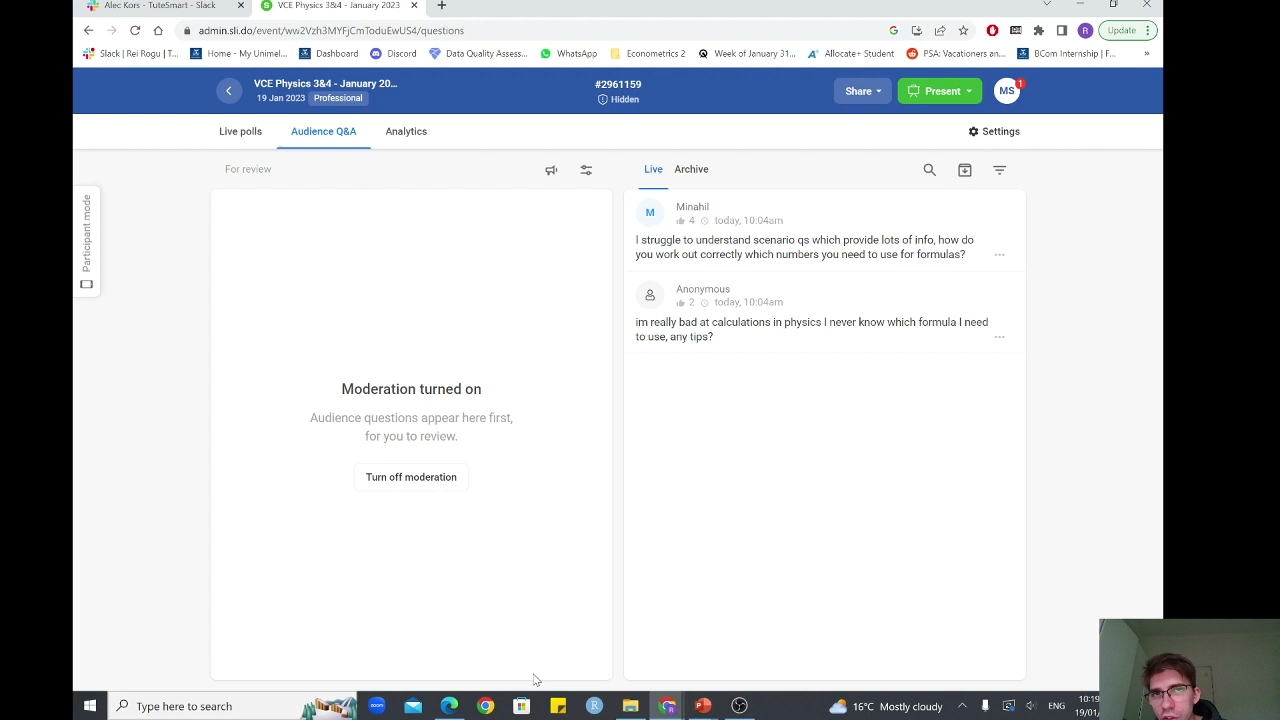 Alec Kors - TuteSmart - Slack
VCE Physics 3&4 - January 2023
admin.sli.do/event/ww2Vzh3MYFjCmToduEwUS4/questions
Update
Slack | Rei Rogu | T...
Home - My Unimel...
Dashboard
Discord
Data Quality Assess...
WhatsApp
Econometrics 2
Week of January 31...
Allocate+ Student
PSA: Vacationers an...
BCom Internship | F...
VCE Physics 3&4 - January 20...
19 Jan 2023 Professional
#2961159
Hidden
Share
Present
MS
1
Live polls
Audience Q&A
Analytics
Settings
Participant mode
For review
Live
Archive
Moderation turned on
Audience questions appear here first,
for you to review.
Turn off moderation
M
Minahil
4 today, 10:04am
I struggle to understand scenario qs which provide lots of info, how do
you work out correctly which numbers you need to use for formulas?
Anonymous
2 today, 10:04am
im really bad at calculations in physics I never know which formula I need
to use, any tips?
Type here to search
zoom
16°C Mostly cloudy
ENG
10:19
19/01